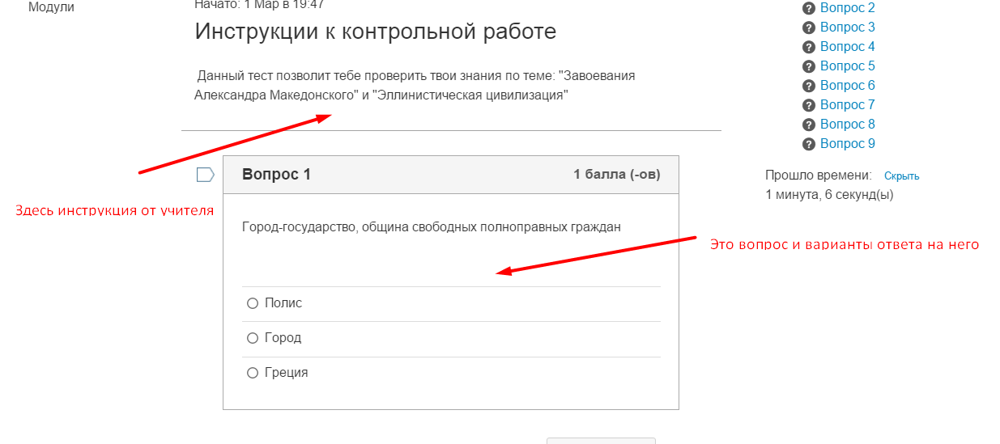 Модули
Начато: 1 Мар в 19:47
Инструкции к контрольной работе
Данный тест позволит тебе проверить твои знания по теме: "Завоевания
Александра Македонского" и "Эллинистическая цивилизация"
Здесь инструкция от учителя
Вопрос 1
1 балла (-ов)
Город-государство, община свободных полноправных граждан
Это вопрос и варианты ответа на него
Полис
Город
Греция
Вопрос 2
Вопрос 3
Вопрос 4
Вопрос 5
Вопрос 6
Вопрос 7
Вопрос 8
Вопрос 9
Прошло времени: Скрыть
1 минута, 6 секунд(ы)